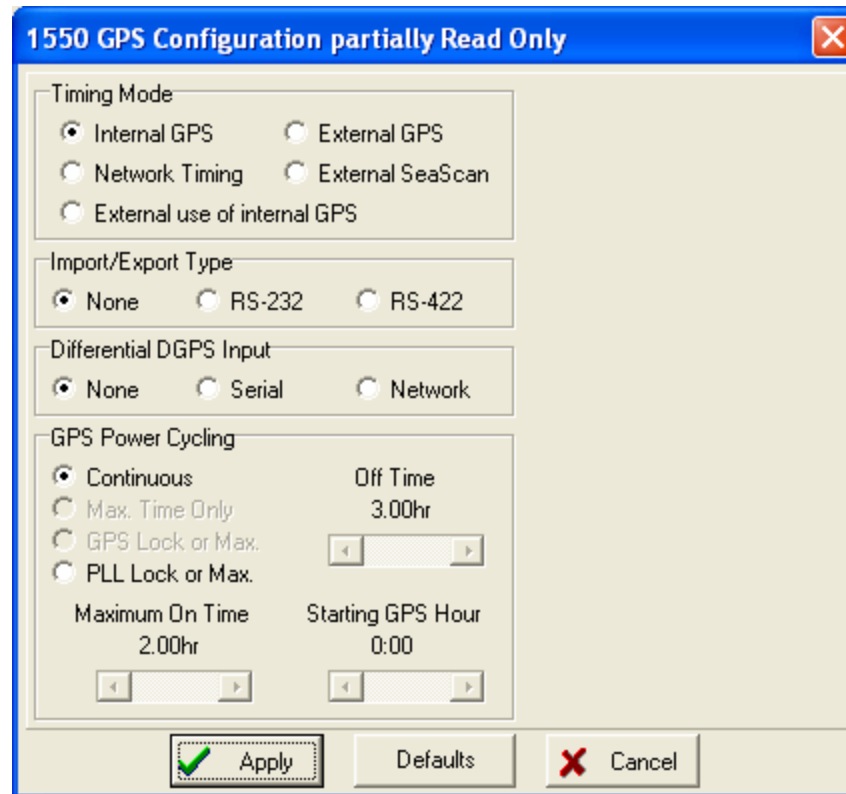 1550 GPS Configuration partially Read Only
Timing Mode
Internal GPS External GPS
Network Timing External SeaScan
External use of internal GPS
Import/Export Type
None RS-232 RS-422
Differential DGPS Input
None Serial Network
GPS Power Cycling
Continuous Off Time
Max. Time Only 3.00hr
GPS Lock or Max.
PLL Lock or Max.
Maximum On Time Starting GPS Hour
2.00hr 0:00
Apply Defaults Cancel